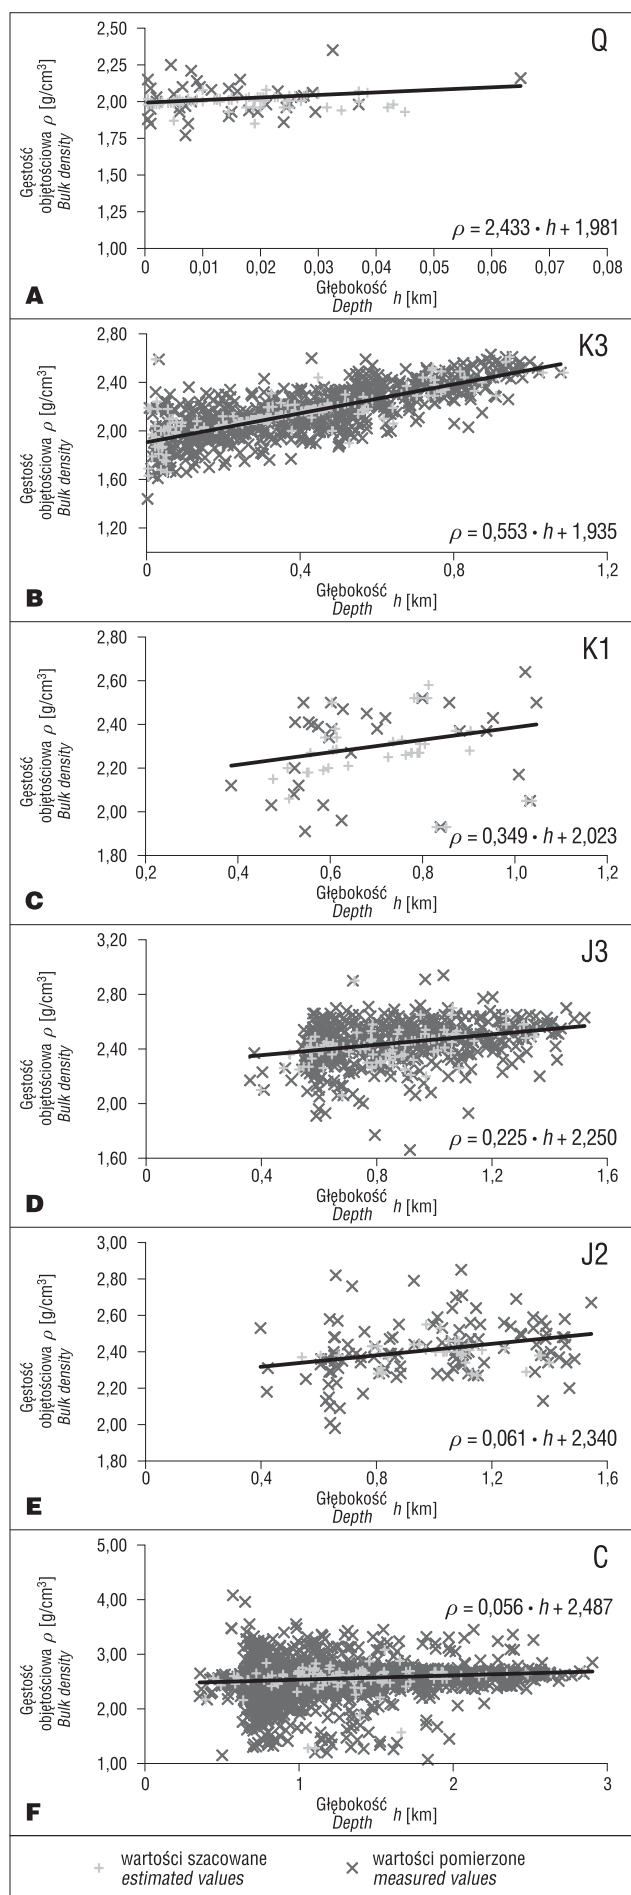 2,50
Q
2,25
2,00
1,75
1,50
1,25
1,00
Gęstość
objętościowa ρ [g/cm³]
Bulk density
ρ = 2,433 • h + 1,981
0 0,01 0,02 0,03 0,04 0,05 0,06 0,07 0,08
Głębokość
Depth h [km]
A
2,80
K3
2,40
2,00
1,60
1,20
Gęstość
objętościowa ρ [g/cm³]
Bulk density
ρ = 0,553 • h + 1,935
0 0,4 0,8 1,2
Głębokość
Depth h [km]
B
2,80
K1
2,60
2,40
2,20
2,00
1,80
Gęstość
objętościowa ρ [g/cm³]
Bulk density
ρ = 0,349 • h + 2,023
0,2 0,4 0,6 0,8 1,0 1,2
Głębokość
Depth h [km]
C
3,20
J3
2,80
2,40
2,00
1,60
Gęstość
objętościowa ρ [g/cm³]
Bulk density
ρ = 0,225 • h + 2,250
0 0,4 0,8 1,2 1,6
Głębokość
Depth h [km]
D
3,00
J2
2,80
2,60
2,40
2,20
2,00
1,80
Gęstość
objętościowa ρ [g/cm³]
Bulk density
ρ = 0,061 • h + 2,340
0 0,4 0,8 1,2 1,6
Głębokość
Depth h [km]
E
5,00
C
4,00
3,00
2,00
1,00
Gęstość
objętościowa ρ [g/cm³]
Bulk density
ρ = 0,056 • h + 2,487
0 1 2 3
Głębokość
Depth h [km]
F
wartości szacowane
estimated values
wartości pomierzone
measured values